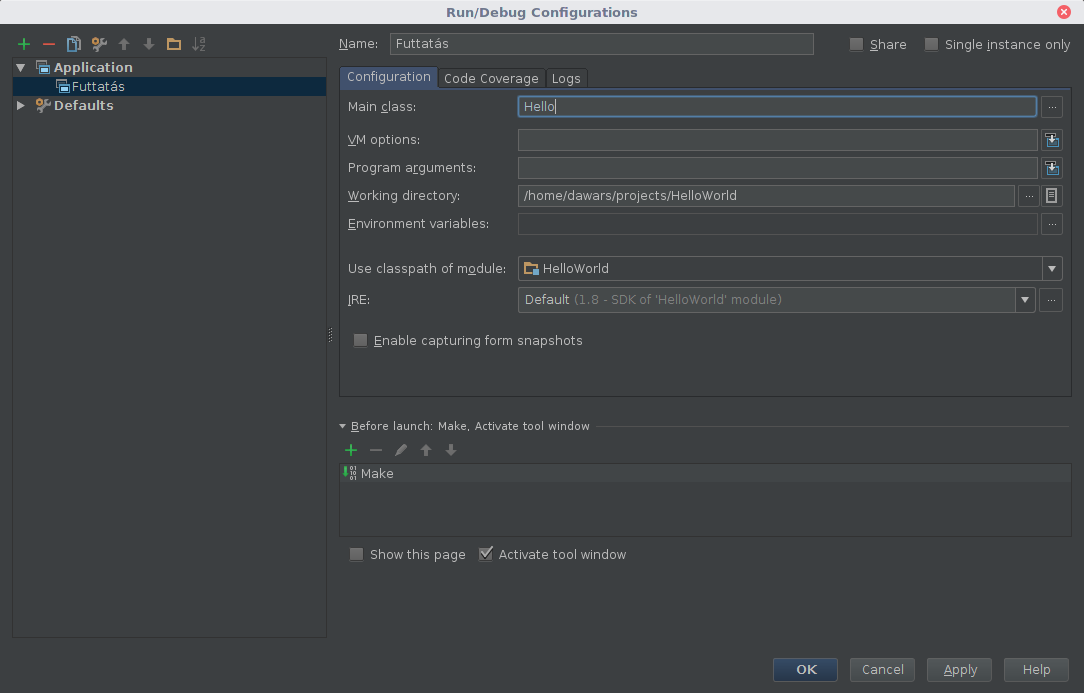 Run/Debug Configurations
Name: Futtatás Share Single instance only
Application
Futtatás
Defaults
Configuration Code Coverage Logs
Main class: Hello ...
VM options:
Program arguments:
Working directory: /home/dawars/projects/HelloWorld ...
Environment variables: ...
Use classpath of module: HelloWorld
JRE: Default (1.8 - SDK of 'HelloWorld' module) ...
Enable capturing form snapshots
Before launch: Make, Activate tool window
Make
Show this page Activate tool window
OK Cancel Apply Help